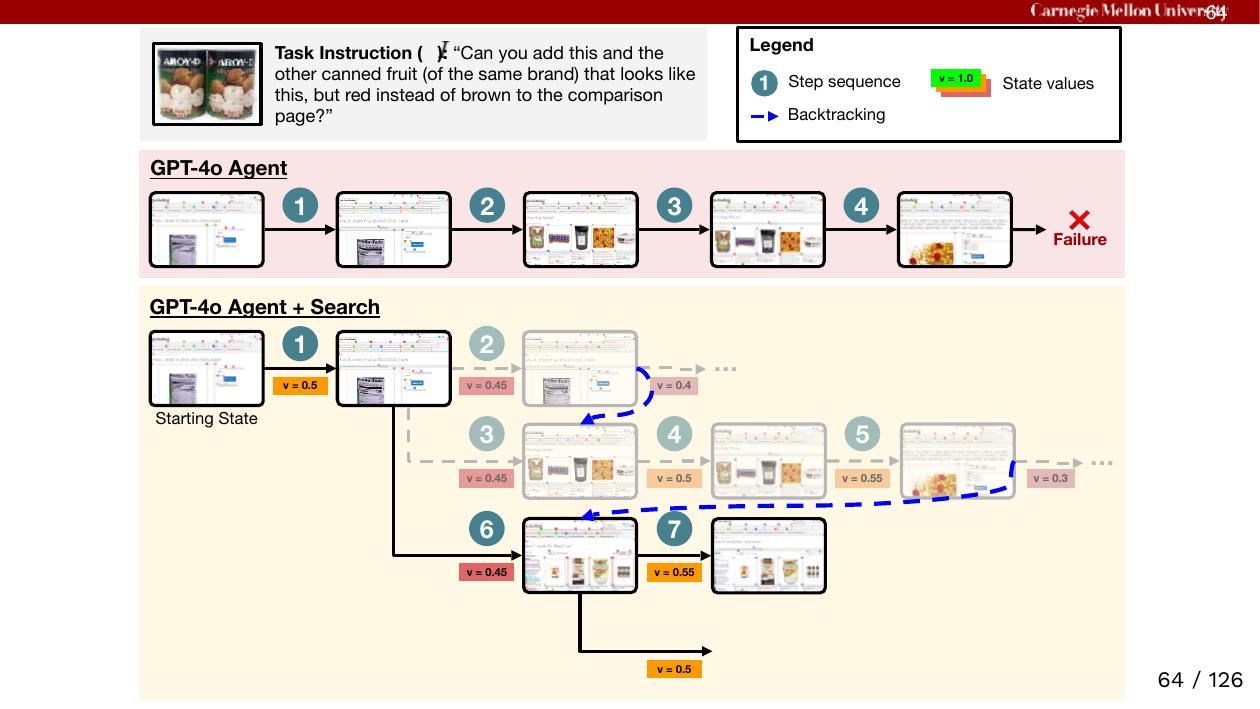 Carnegie Mellon University
64
AROY-D AROY-D
Task Instruction ( ): “Can you add this and the
other canned fruit (of the same brand) that looks like
this, but red instead of brown to the comparison
page?”
Legend
1 Step sequence
v = 1.0 State values
Backtracking
GPT-4o Agent
1 2 3 4
Failure
GPT-4o Agent + Search
1 2
v = 0.5 v = 0.45 v = 0.4 ...
Starting State
3 4 5
v = 0.45 v = 0.5 v = 0.55 v = 0.3 ...
6 7
v = 0.45 v = 0.55
v = 0.5
64 / 126